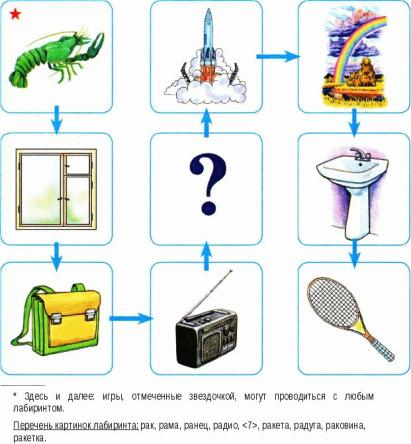 ?
* Здесь и далее: игры, отмеченные звездочкой, могут проводиться с любым
лабиринтом.
Перечень картинок лабиринта: рак, рама, ранец, радио, <7>, ракета, радуга, раковина,
ракетка.